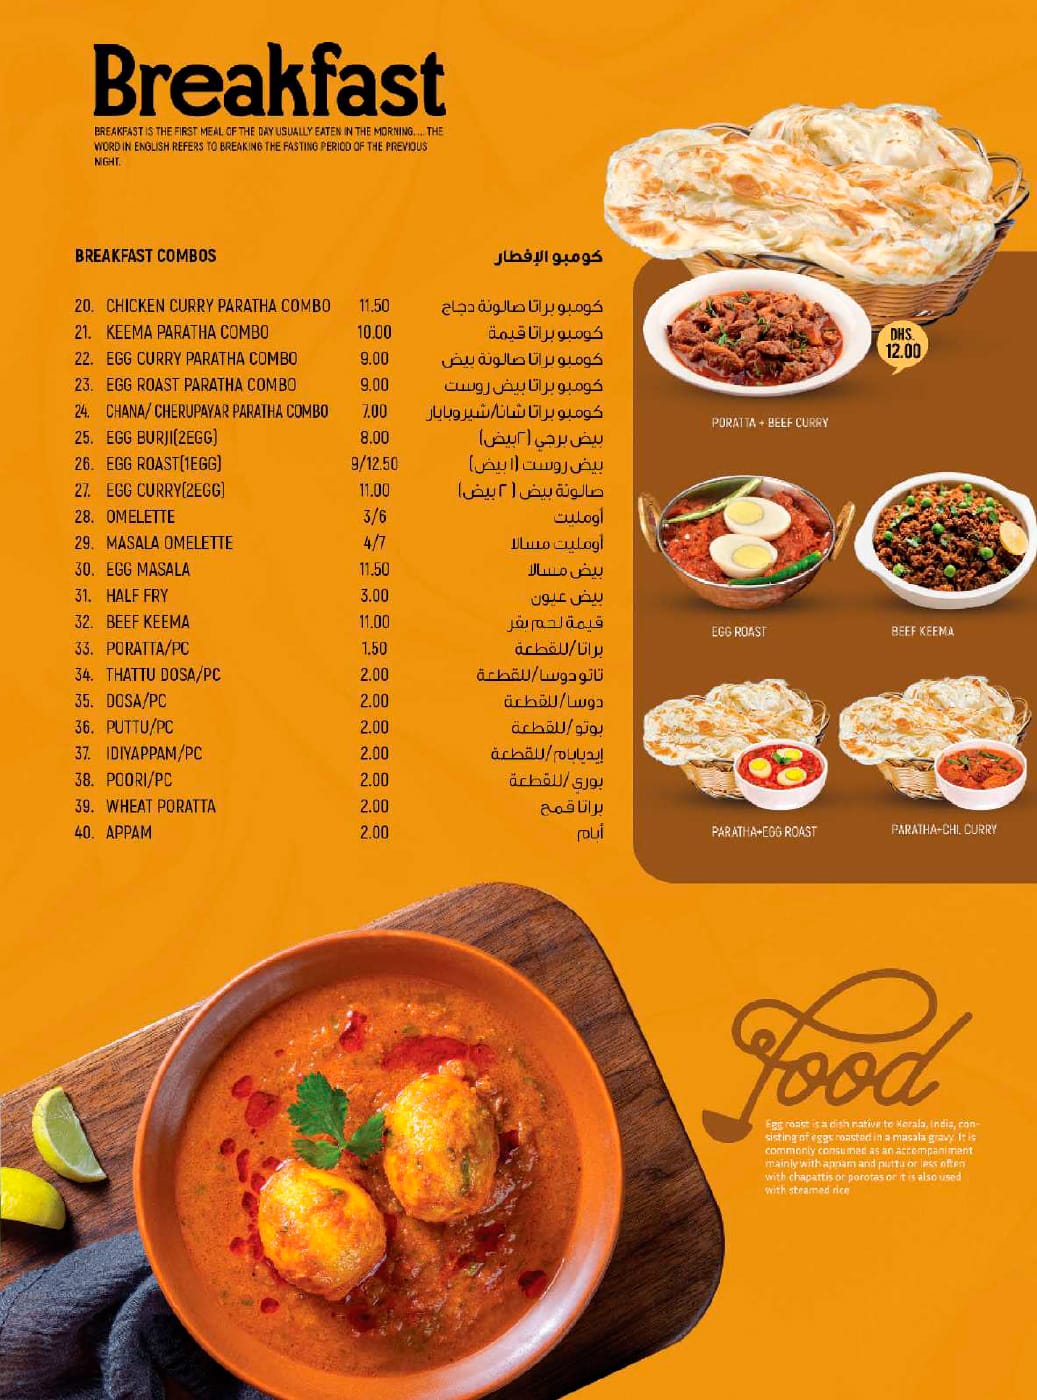 Breakfast
BREAKFAST IS THE FIRST MEAL OF THE DAY USUALLY EATEN IN THE MORNING.... THE
WORD IN ENGLISH REFERS TO BREAKING THE FASTING PERIOD OF THE PREVIOUS
NIGHT.
BREAKFAST COMBOS كومبو الإفطار
20. CHICKEN CURRY PARATHA COMBO 11.50 كومبو براتا صالونة دجاج
21. KEEMA PARATHA COMBO 10.00 كومبو براتا قيمة
22. EGG CURRY PARATHA COMBO 9.00 كومبو براتا صالونة بيض
23. EGG ROAST PARATHA COMBO 9.00 كومبو براتا بيض روست
24. CHANA/ CHERUPAYAR PARATHA COMBO 7.00 كومبو براتا شانا/شيروبايار
25. EGG BURJI(2EGG) 8.00 بيض برجي (٢بيض)
26. EGG ROAST(1EGG) 9/12.50 بيض روست (١ بيض)
27. EGG CURRY(2EGG) 11.00 صالونة بيض (٢ بيض)
28. OMELETTE 3/6 أومليت
29. MASALA OMELETTE 4/7 أومليت مسالا
30. EGG MASALA 11.50 بيض مسالا
31. HALF FRY 3.00 بيض عيون
32. BEEF KEEMA 11.00 قيمة لحم بقر
33. PORATTA/PC 1.50 براتا/للقطعة
34. THATTU DOSA/PC 2.00 تاتو دوسا/للقطعة
35. DOSA/PC 2.00 دوسا/للقطعة
36. PUTTU/PC 2.00 بوتو/للقطعة
37. IDIYAPPAM/PC 2.00 إيديابام/للقطعة
38. POORI/PC 2.00 بوري/للقطعة
39. WHEAT PORATTA 2.00 براتا قمح
40. APPAM 2.00 أبام
DHS.
12.00
PORATTA + BEEF CURRY
EGG ROAST
BEEF KEEMA
PARATHA+EGG ROAST
PARATHA+CHI. CURRY
Food
Egg roast is a dish native to Kerala, India, con-
sisting of eggs roasted in a masala gravy. It is
commonly consumed as an accompaniment
mainly with appam and puttu or less often
with chapattis or porotas or it is also used
with steamed rice